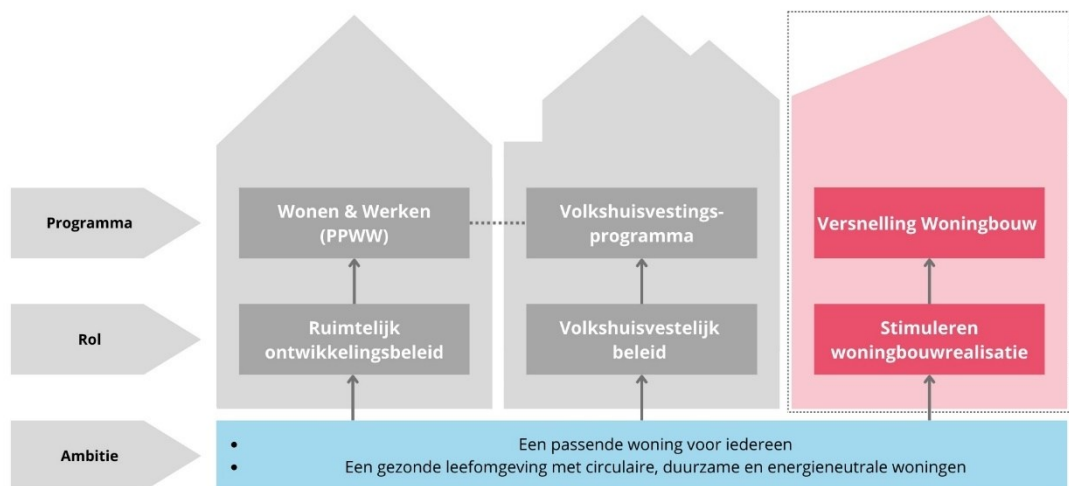 Programma
Wonen & Werken
(PPWW)
Volkshuisvestings-
programma
Versnelling Woningbouw
Rol
Ruimtelijk
ontwikkelingsbeleid
Volkshuisvestelijk
beleid
Stimuleren
woningbouwrealisatie
Ambitie
• Een passende woning voor iedereen
• Een gezonde leefomgeving met circulaire, duurzame en energieneutrale woningen